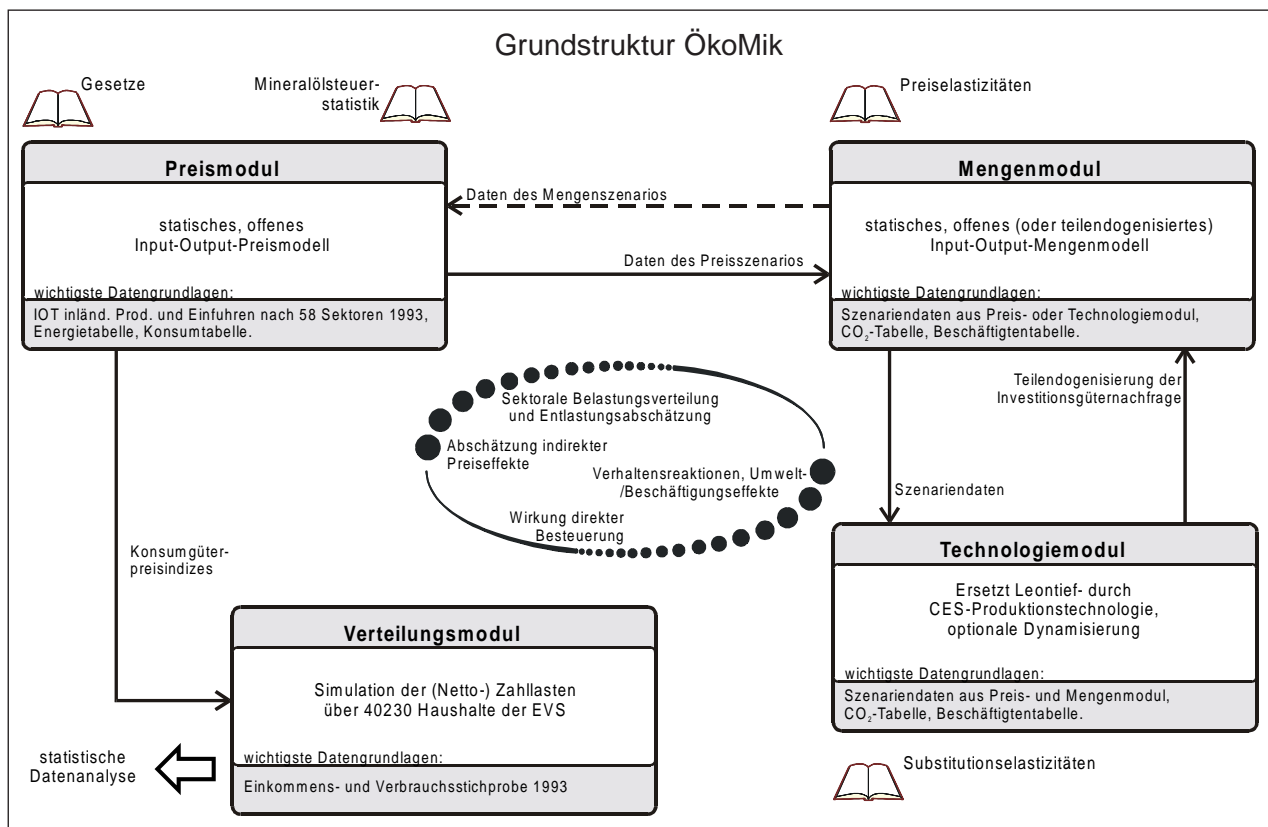 Grundstruktur ÖkoMik
Gesetze
Mineralölsteuer-
statistik
Preiselastizitäten
Preismodul
statisches, offenes
Input-Output-Preismodell
wichtigste Datengrundlagen:
IOT inländ. Prod. und Einfuhren nach 58 Sektoren 1993,
Energietabelle, Konsumtabelle.
Daten des Mengenszenarios
Daten des Preisszenarios
Mengenmodul
statisches, offenes (oder teilendogenisiertes)
Input-Output-Mengenmodell
wichtigste Datengrundlagen:
Szenariendaten aus Preis- oder Technologiemodul,
CO₂-Tabelle, Beschäftigtentabelle.
Sektorale Belastungsverteilung
und Entlastungsabschätzung
Abschätzung indirekter
Preiseffekte
Verhaltensreaktionen, Umwelt-
/Beschäftigungseffekte
Wirkung direkter
Besteuerung
Teilendogenisierung der
Investitionsgüternachfrage
Szenariendaten
Konsumgüter-
preisindizes
Technologiemodul
Ersetzt Leontief- durch
CES-Produktionstechnologie,
optionale Dynamisierung
wichtigste Datengrundlagen:
Szenariendaten aus Preis- und Mengenmodul,
CO₂-Tabelle, Beschäftigtentabelle.
Verteilungsmodul
Simulation der (Netto-) Zahllasten
über 40230 Haushalte der EVS
wichtigste Datengrundlagen:
Einkommens- und Verbrauchsstichprobe 1993
statistische
Datenanalyse
Substitutionselastizitäten